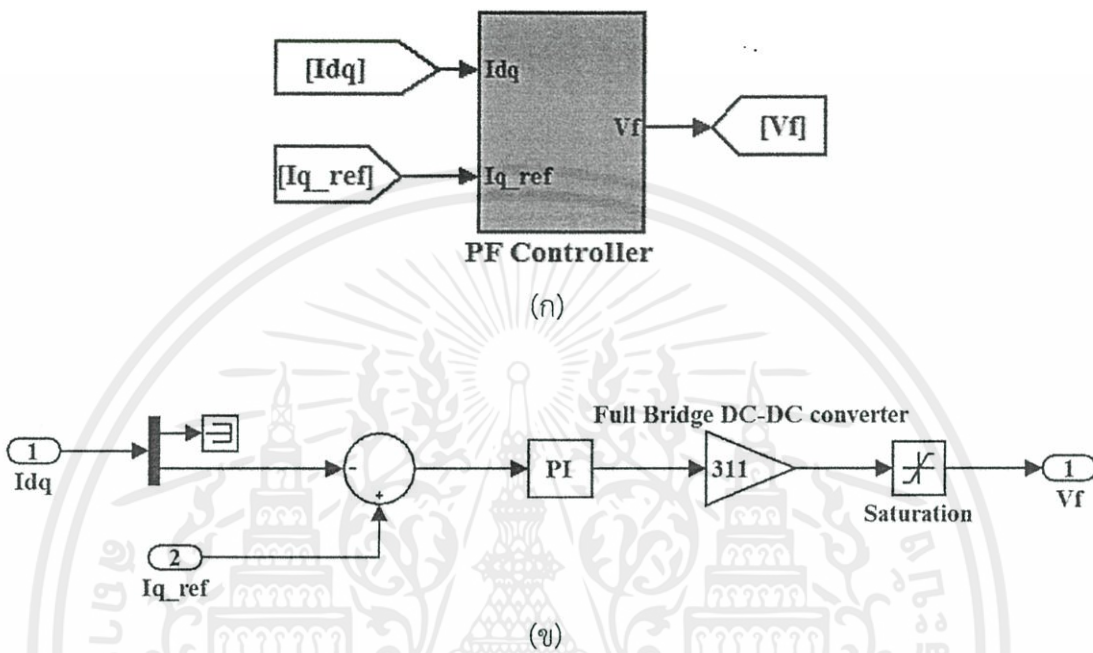 [Idq]
Idq
Vf
[Vf]
[Iq_ref]
Iq_ref
PF Controller
(ก)
Full Bridge DC-DC converter
1
Idq
-
+
PI
311
Saturation
1
Vf
2
Iq_ref
(ข)